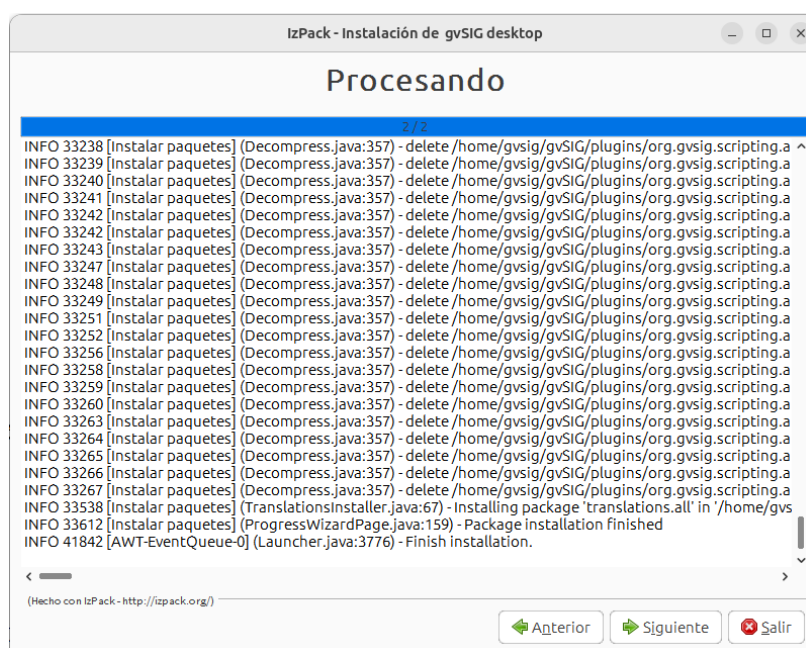 IzPack - Instalación de gvSIG desktop
Procesando
2 / 2
INFO 33238 [Instalar paquetes] (Decompress.java:357) - delete /home/gvsig/gvSIG/plugins/org.gvsig.scripting.a
INFO 33239 [Instalar paquetes] (Decompress.java:357) - delete /home/gvsig/gvSIG/plugins/org.gvsig.scripting.a
INFO 33240 [Instalar paquetes] (Decompress.java:357) - delete /home/gvsig/gvSIG/plugins/org.gvsig.scripting.a
INFO 33241 [Instalar paquetes] (Decompress.java:357) - delete /home/gvsig/gvSIG/plugins/org.gvsig.scripting.a
INFO 33242 [Instalar paquetes] (Decompress.java:357) - delete /home/gvsig/gvSIG/plugins/org.gvsig.scripting.a
INFO 33242 [Instalar paquetes] (Decompress.java:357) - delete /home/gvsig/gvSIG/plugins/org.gvsig.scripting.a
INFO 33243 [Instalar paquetes] (Decompress.java:357) - delete /home/gvsig/gvSIG/plugins/org.gvsig.scripting.a
INFO 33247 [Instalar paquetes] (Decompress.java:357) - delete /home/gvsig/gvSIG/plugins/org.gvsig.scripting.a
INFO 33248 [Instalar paquetes] (Decompress.java:357) - delete /home/gvsig/gvSIG/plugins/org.gvsig.scripting.a
INFO 33249 [Instalar paquetes] (Decompress.java:357) - delete /home/gvsig/gvSIG/plugins/org.gvsig.scripting.a
INFO 33251 [Instalar paquetes] (Decompress.java:357) - delete /home/gvsig/gvSIG/plugins/org.gvsig.scripting.a
INFO 33252 [Instalar paquetes] (Decompress.java:357) - delete /home/gvsig/gvSIG/plugins/org.gvsig.scripting.a
INFO 33256 [Instalar paquetes] (Decompress.java:357) - delete /home/gvsig/gvSIG/plugins/org.gvsig.scripting.a
INFO 33258 [Instalar paquetes] (Decompress.java:357) - delete /home/gvsig/gvSIG/plugins/org.gvsig.scripting.a
INFO 33259 [Instalar paquetes] (Decompress.java:357) - delete /home/gvsig/gvSIG/plugins/org.gvsig.scripting.a
INFO 33260 [Instalar paquetes] (Decompress.java:357) - delete /home/gvsig/gvSIG/plugins/org.gvsig.scripting.a
INFO 33263 [Instalar paquetes] (Decompress.java:357) - delete /home/gvsig/gvSIG/plugins/org.gvsig.scripting.a
INFO 33264 [Instalar paquetes] (Decompress.java:357) - delete /home/gvsig/gvSIG/plugins/org.gvsig.scripting.a
INFO 33265 [Instalar paquetes] (Decompress.java:357) - delete /home/gvsig/gvSIG/plugins/org.gvsig.scripting.a
INFO 33266 [Instalar paquetes] (Decompress.java:357) - delete /home/gvsig/gvSIG/plugins/org.gvsig.scripting.a
INFO 33267 [Instalar paquetes] (Decompress.java:357) - delete /home/gvsig/gvSIG/plugins/org.gvsig.scripting.a
INFO 33538 [Instalar paquetes] (TranslationsInstaller.java:67) - Installing package 'translations.all' in '/home/gvs
INFO 33612 [Instalar paquetes] (ProgressWizardPage.java:159) - Package installation finished
INFO 41842 [AWT-EventQueue-0] (Launcher.java:3776) - Finish installation.
(Hecho con IzPack - http://izpack.org/)
Anterior Siguiente Salir